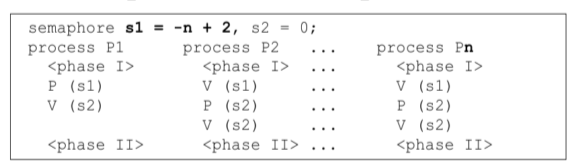 semaphore s1 = -n + 2, s2 = 0;
process P1 process P2 ... process Pn
<phase I> <phase I> ... <phase I>
P (s1) V (s1) ... V (s1)
V (s2) P (s2) ... P (s2)
V (s2) ... V (s2)
<phase II> <phase II> ... <phase II>